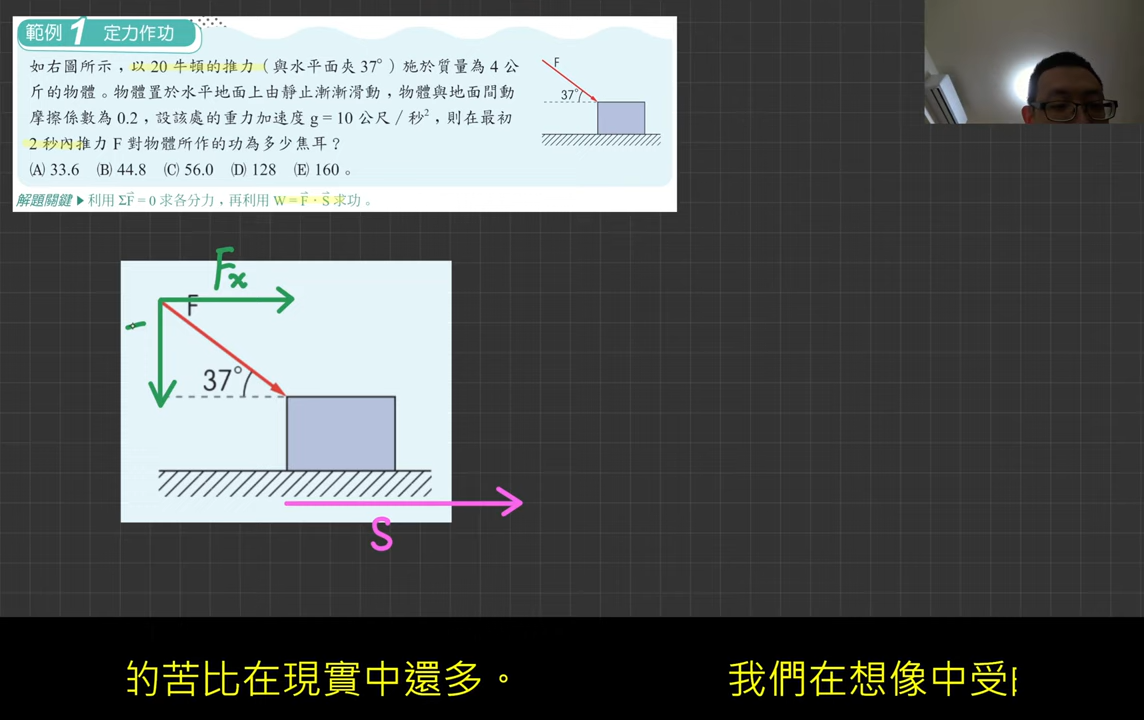 範例 1 定力作功
如右圖所示，以 20 牛頓的推力（與水平面夾 37°）施於質量為 4 公
斤的物體。物體置於水平地面上由靜止漸漸滑動，物體與地面間動
摩擦係數為 0.2，設該處的重力加速度 g = 10 公尺／秒²，則在最初
2 秒內推力 F 對物體所作的功為多少焦耳？
(A) 33.6 (B) 44.8 (C) 56.0 (D) 128 (E) 160。
解題關鍵 ▶ 利用 ΣF⃗ = 0 求各分力，再利用 W = F⃗ · S⃗ 求功。
F
37°
Fx
F
37°
S
的苦比在現實中還多。 我們在想像中受